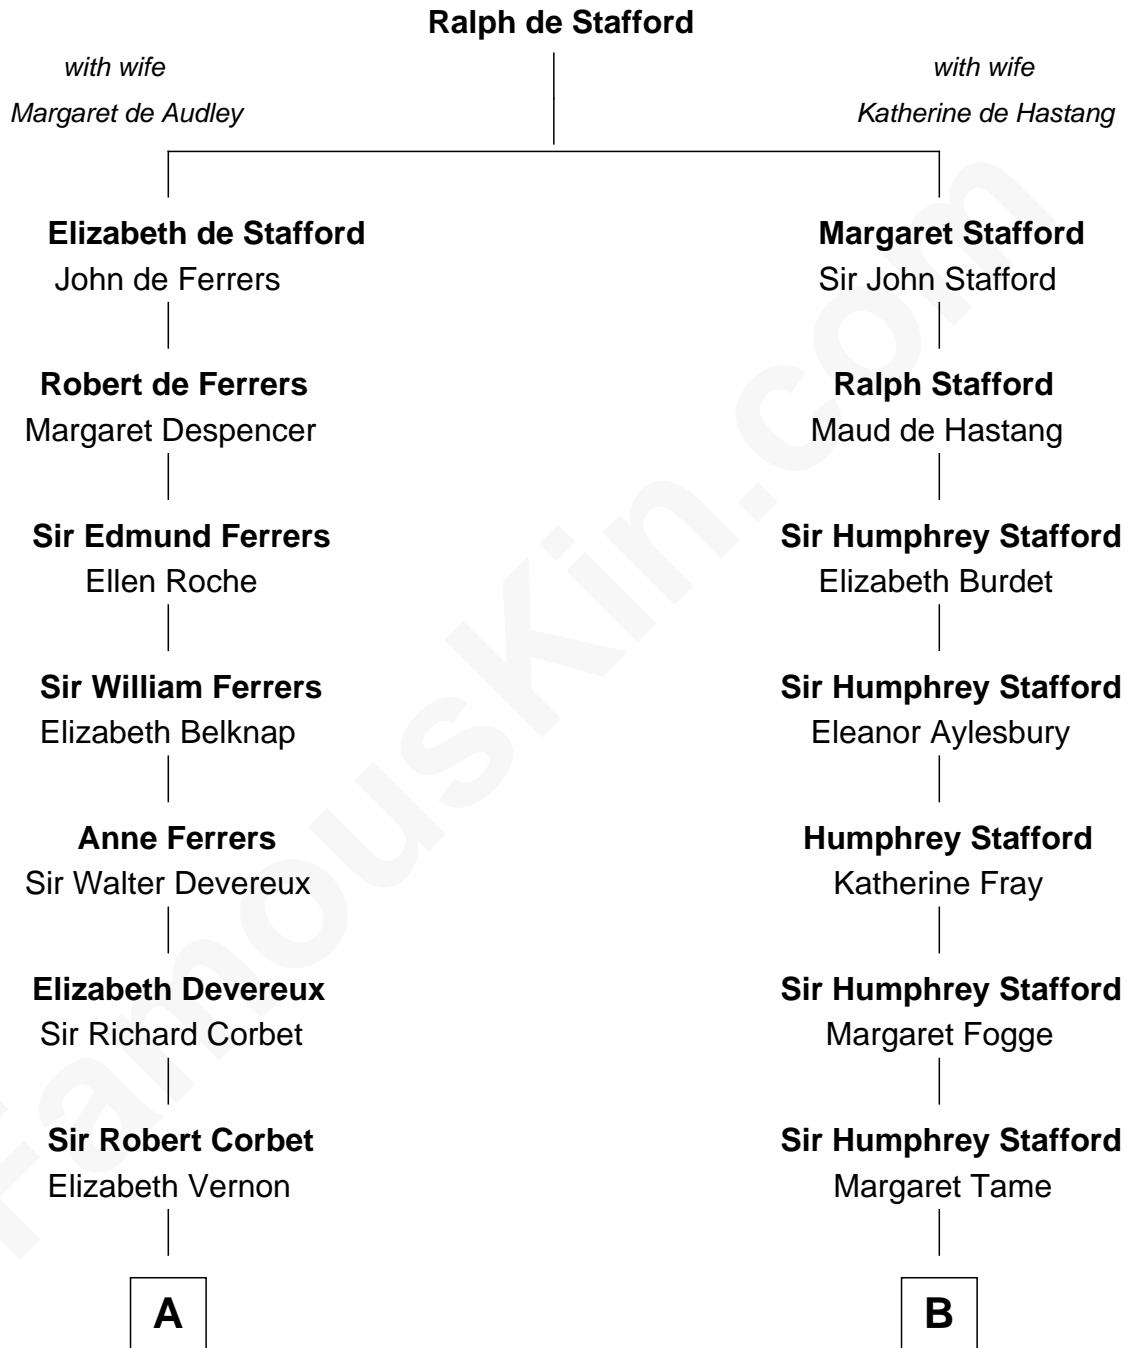 Ralph de Stafford
with wife
Margaret de Audley
with wife
Katherine de Hastang
Elizabeth de Stafford
John de Ferrers
Margaret Stafford
Sir John Stafford
Robert de Ferrers
Margaret Despencer
Ralph Stafford
Maud de Hastang
Sir Edmund Ferrers
Ellen Roche
Sir Humphrey Stafford
Elizabeth Burdet
Sir William Ferrers
Elizabeth Belknap
Sir Humphrey Stafford
Eleanor Aylesbury
Anne Ferrers
Sir Walter Devereux
Humphrey Stafford
Katherine Fray
Elizabeth Devereux
Sir Richard Corbet
Sir Humphrey Stafford
Margaret Fogge
Sir Robert Corbet
Elizabeth Vernon
Sir Humphrey Stafford
Margaret Tame
A
B
FamousKin.com